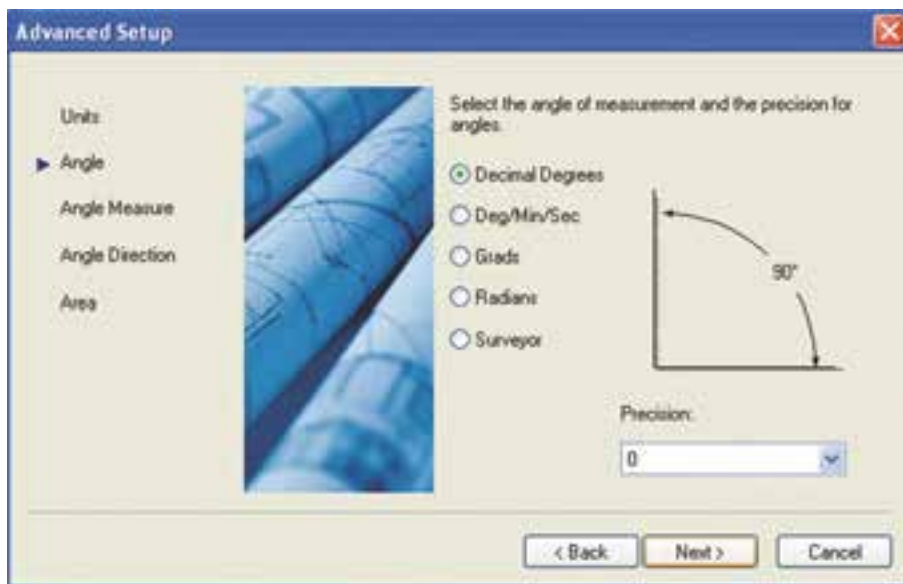 Advanced Setup
Units
Angle
Angle Measure
Angle Direction
Area
Select the angle of measurement and the precision for
angles.
Decimal Degrees
Deg/Min/Sec
Grads
Radians
Surveyor
90°
Precision:
0
< Back
Next >
Cancel